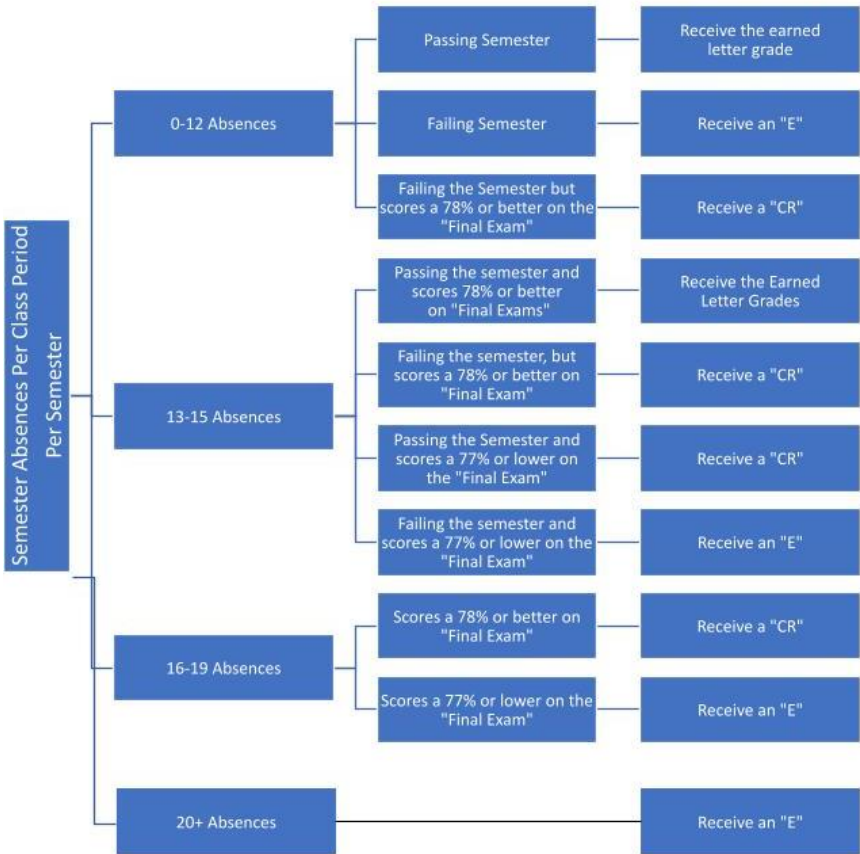 Semester Absences Per Class Period
Per Semester
0-12 Absences
Passing Semester
Receive the earned
letter grade
Failing Semester
Receive an "E"
Failing the Semester but
scores a 78% or better on the
"Final Exam"
Receive a "CR"
13-15 Absences
Passing the semester and
scores 78% or better
on "Final Exams"
Receive the Earned
Letter Grades
Failing the semester, but
scores a 78% or better on
"Final Exam"
Receive a "CR"
Passing the Semester and
scores a 77% or lower on
the "Final Exam"
Receive a "CR"
Failing the semester and
scores a 77% or lower on the
"Final Exam"
Receive an "E"
16-19 Absences
Scores a 78% or better on
"Final Exam"
Receive a "CR"
Scores a 77% or lower on the
"Final Exam"
Receive an "E"
20+ Absences
Receive an "E"